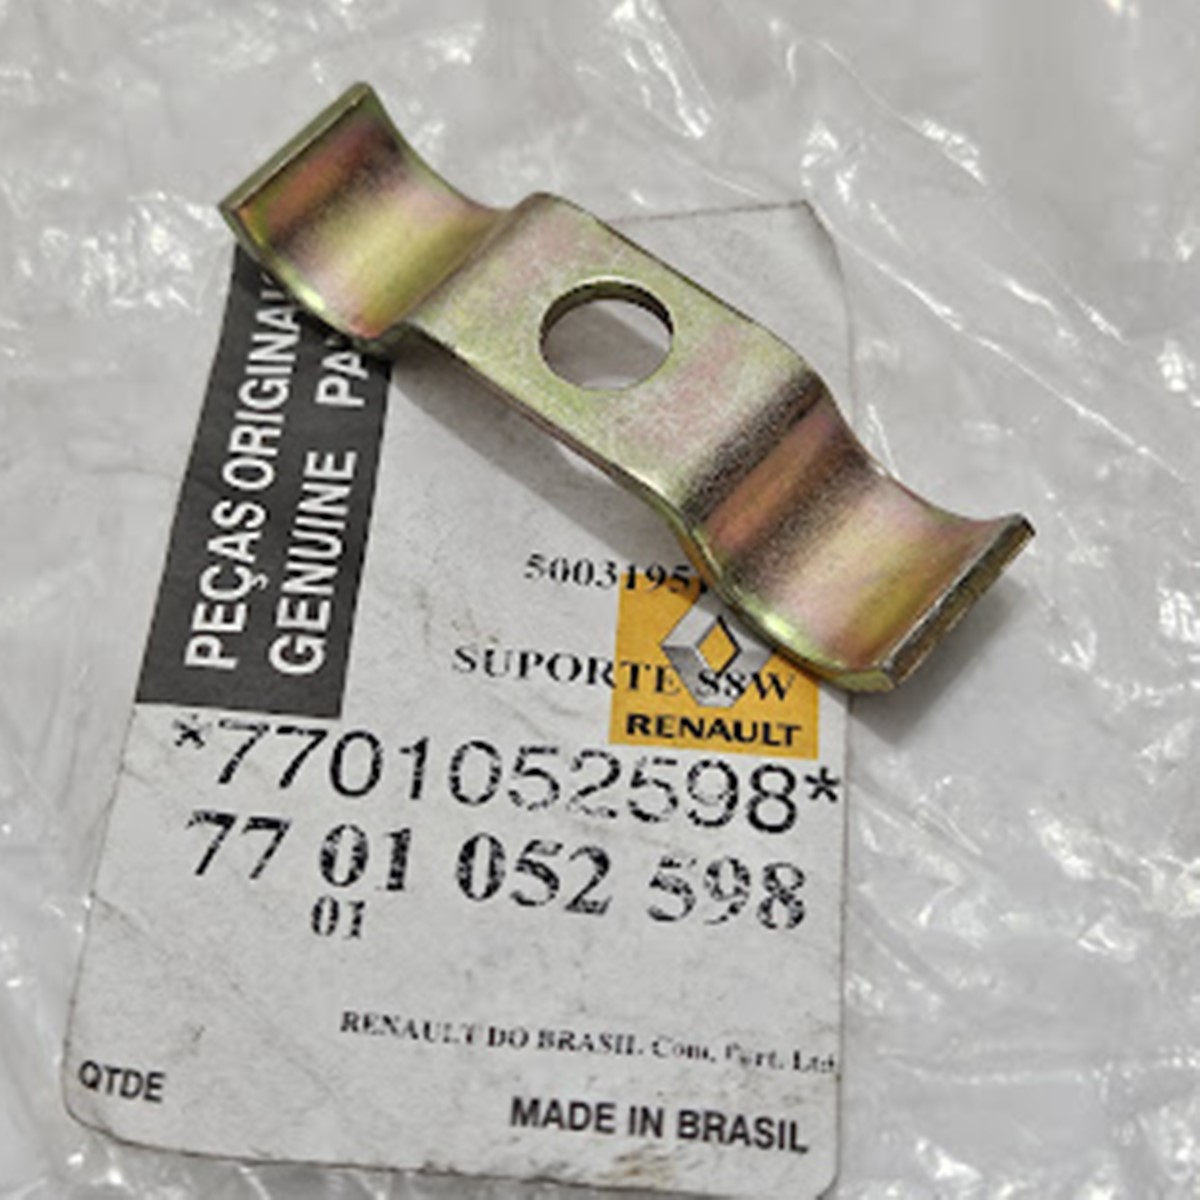 PEÇAS ORIGINAIS
GENUINE PA
5003195
SUPORTE S8W
RENAULT
*7701052598*
77 01 052 598
01
RENAULT DO BRASIL Com. Part. Ltd
QTDE
MADE IN BRASIL